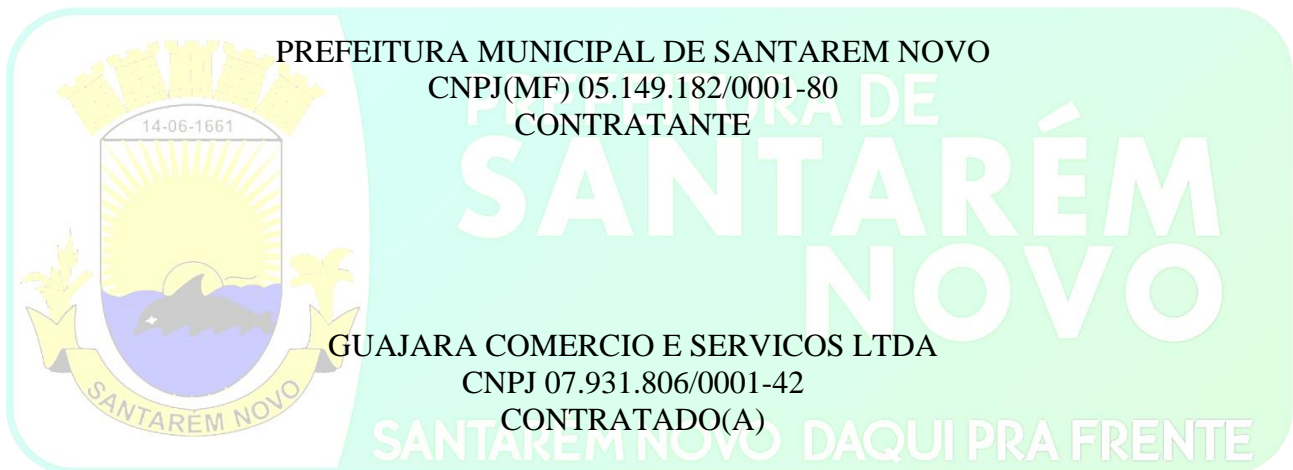 PREFEITURA MUNICIPAL DE SANTAREM NOVO
CNPJ(MF) 05.149.182/0001-80
CONTRATANTE
PREFEITURA DE
SANTARÉM
NOVO
14-06-1661
SANTARÉM NOVO
GUAJARA COMERCIO E SERVICOS LTDA
CNPJ 07.931.806/0001-42
CONTRATADO(A)
SANTARÉM NOVO DAQUI PRA FRENTE